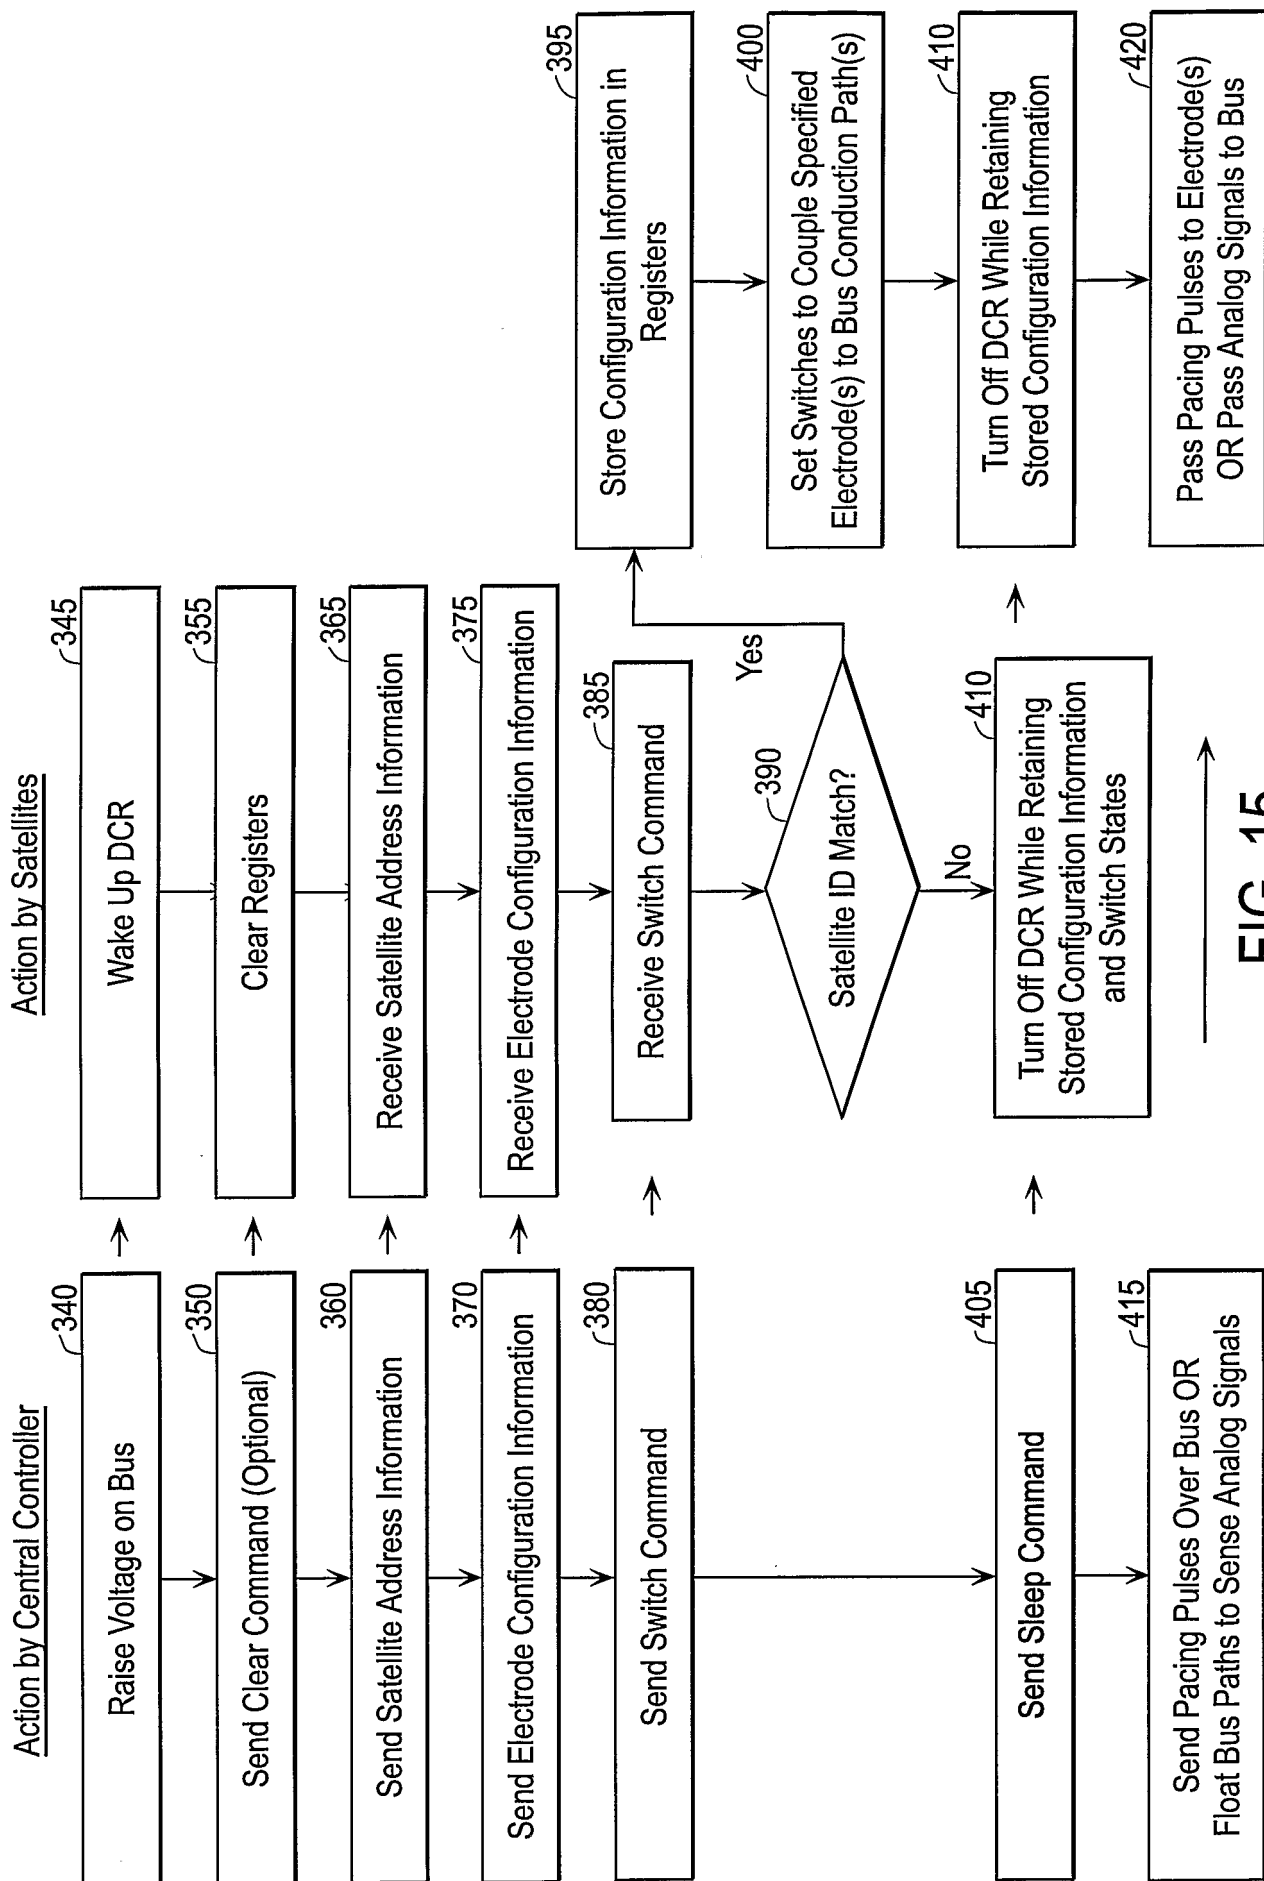 Action by Central Controller
340
Raise Voltage on Bus
350
Send Clear Command (Optional)
360
Send Satellite Address Information
370
Send Electrode Configuration Information
380
Send Switch Command
405
Send Sleep Command
415
Send Pacing Pulses Over Bus OR
Float Bus Paths to Sense Analog Signals
Action by Satellites
345
Wake Up DCR
355
Clear Registers
365
Receive Satellite Address Information
375
Receive Electrode Configuration Information
385
Receive Switch Command
390
Satellite ID Match?
Yes
No
410
Turn Off DCR While Retaining
Stored Configuration Information
and Switch States
395
Store Configuration Information in
Registers
400
Set Switches to Couple Specified
Electrode(s) to Bus Conduction Path(s)
410
Turn Off DCR While Retaining
Stored Configuration Information
420
Pass Pacing Pulses to Electrode(s)
OR Pass Analog Signals to Bus
FIG. 15